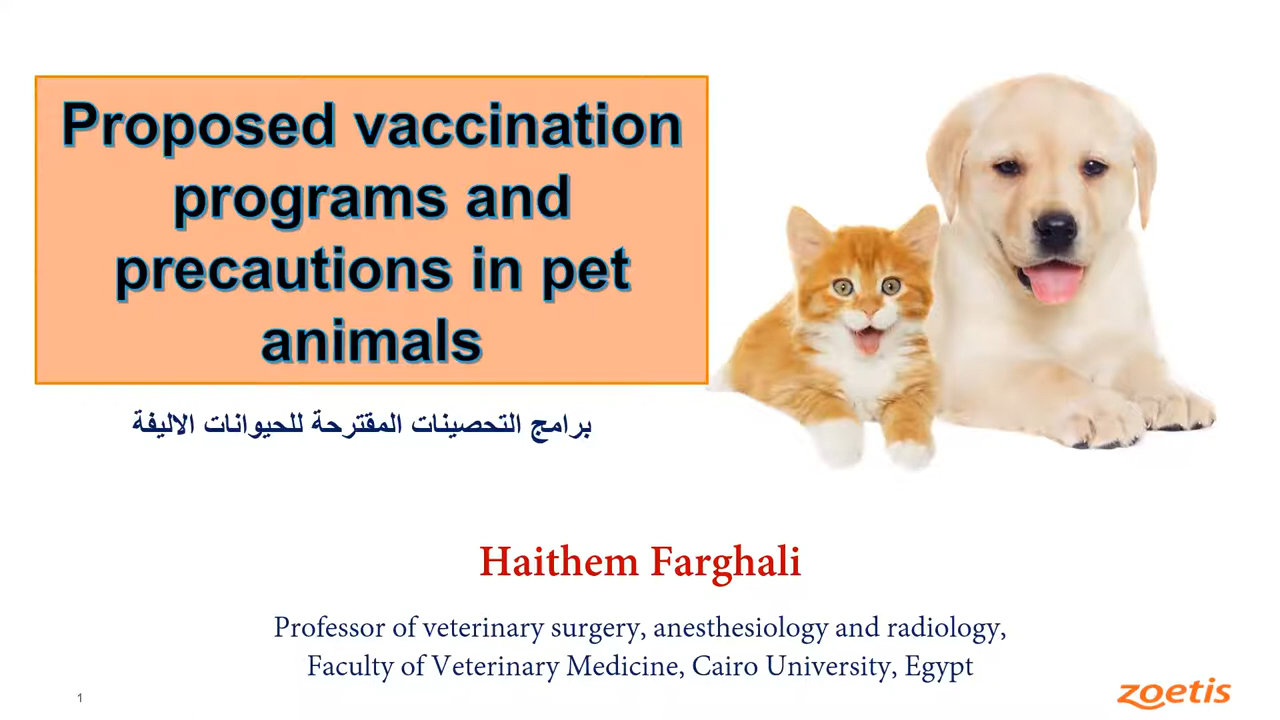 Proposed vaccination
programs and
precautions in pet
animals
برامج التحصينات المقترحة للحيوانات الاليفة
Haithem Farghali
Professor of veterinary surgery, anesthesiology and radiology,
Faculty of Veterinary Medicine, Cairo University, Egypt
1
zoetis